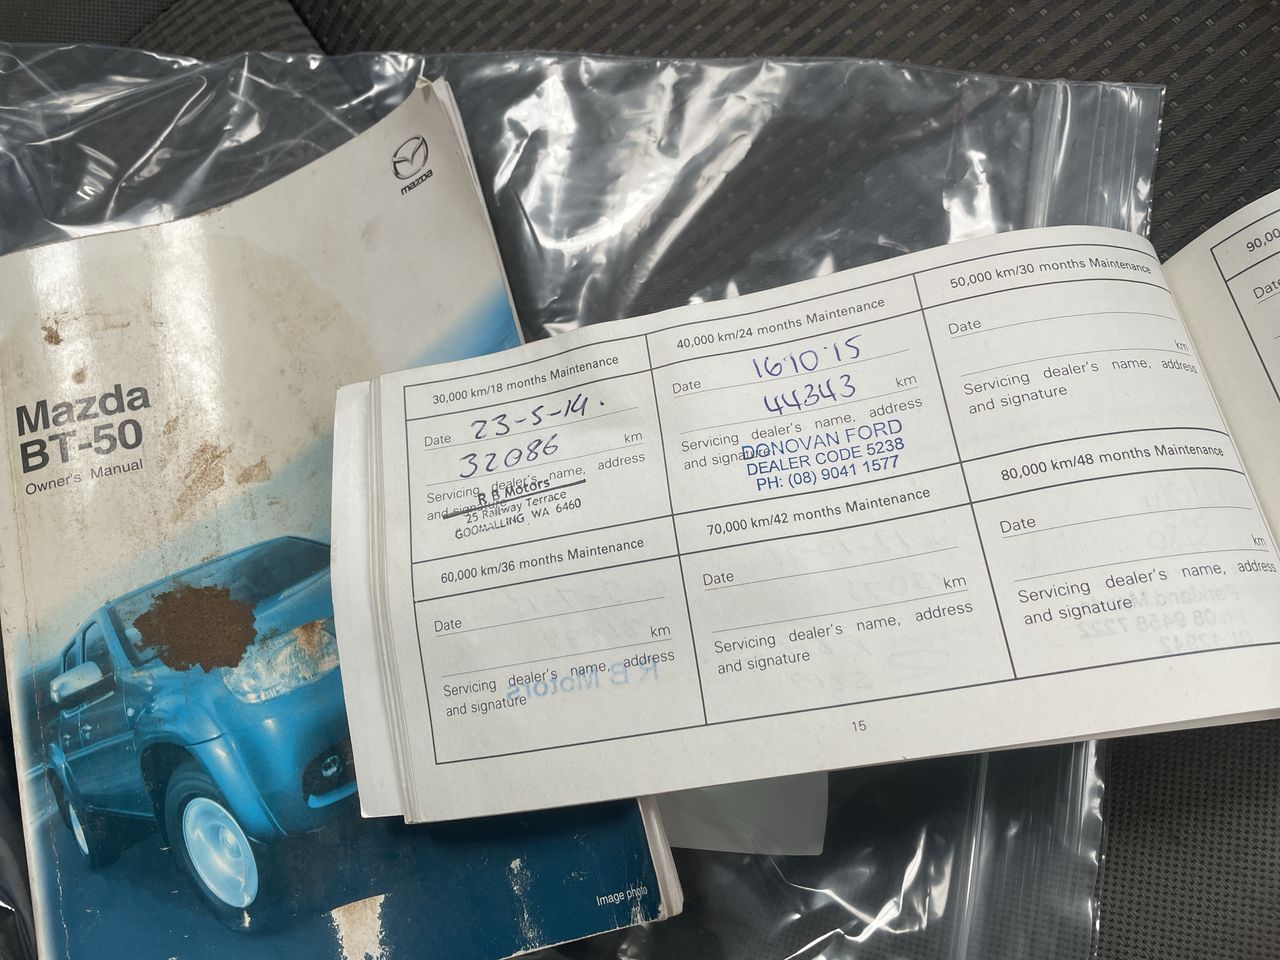 mazda
Mazda
BT-50
Owner's Manual
Image photo
30,000 km/18 months Maintenance
Date 23-5-14.
32086 km
Servicing dealer's name, address
and signature
R B Motors
25 Railway Terrace
GOOMALLING WA 6460
40,000 km/24 months Maintenance
Date 16·10·15
44343 km
Servicing dealer's name, address
and signature
DONOVAN FORD
DEALER CODE 5238
PH: (08) 9041 1577
50,000 km/30 months Maintenance
Date
km
Servicing dealer's name, address
and signature
60,000 km/36 months Maintenance
Date
km
Servicing dealer's name, address
and signature
R B Motors
70,000 km/42 months Maintenance
Date
km
Servicing dealer's name, address
and signature
80,000 km/48 months Maintenance
Date
km
Servicing dealer's name, address
and signature
15
90,00
Date